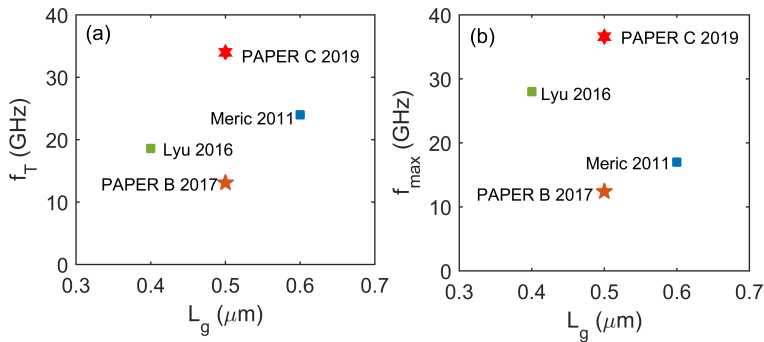 (a)
40
30
20
10
0
f_T (GHz)
PAPER C 2019
Meric 2011
Lyu 2016
PAPER B 2017
0.3 0.4 0.5 0.6 0.7
L_g (μm)
(b)
40
30
20
10
0
f_max (GHz)
PAPER C 2019
Lyu 2016
Meric 2011
PAPER B 2017
0.3 0.4 0.5 0.6 0.7
L_g (μm)